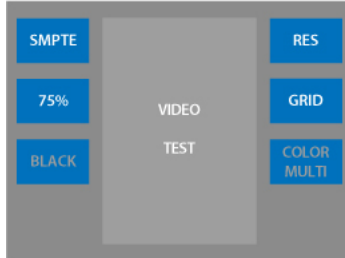 SMPTE
75%
BLACK
VIDEO
TEST
RES
GRID
COLOR
MULTI